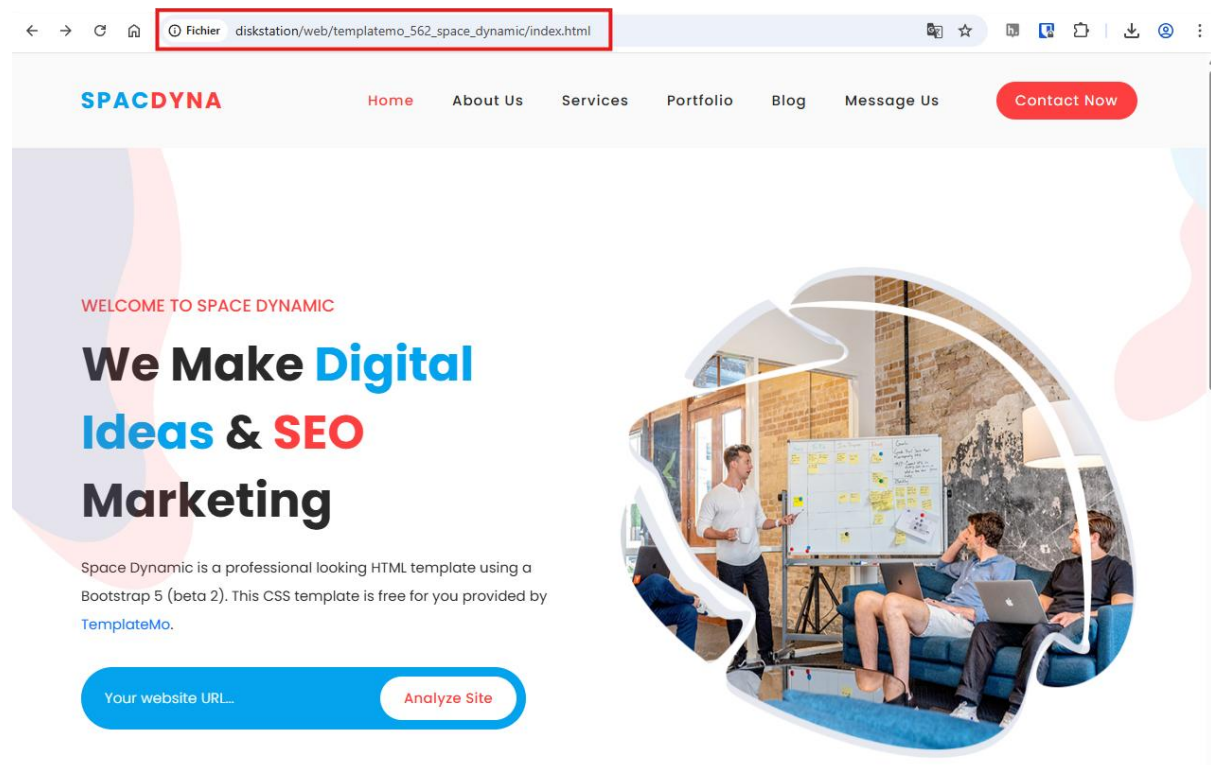 Fichier diskstation/web/templatemo_562_space_dynamic/index.html
SPACDYNA Home About Us Services Portfolio Blog Message Us Contact Now
WELCOME TO SPACE DYNAMIC
We Make Digital
Ideas & SEO
Marketing
Space Dynamic is a professional looking HTML template using a
Bootstrap 5 (beta 2). This CSS template is free for you provided by
TemplateMo.
Your website URL... Analyze Site